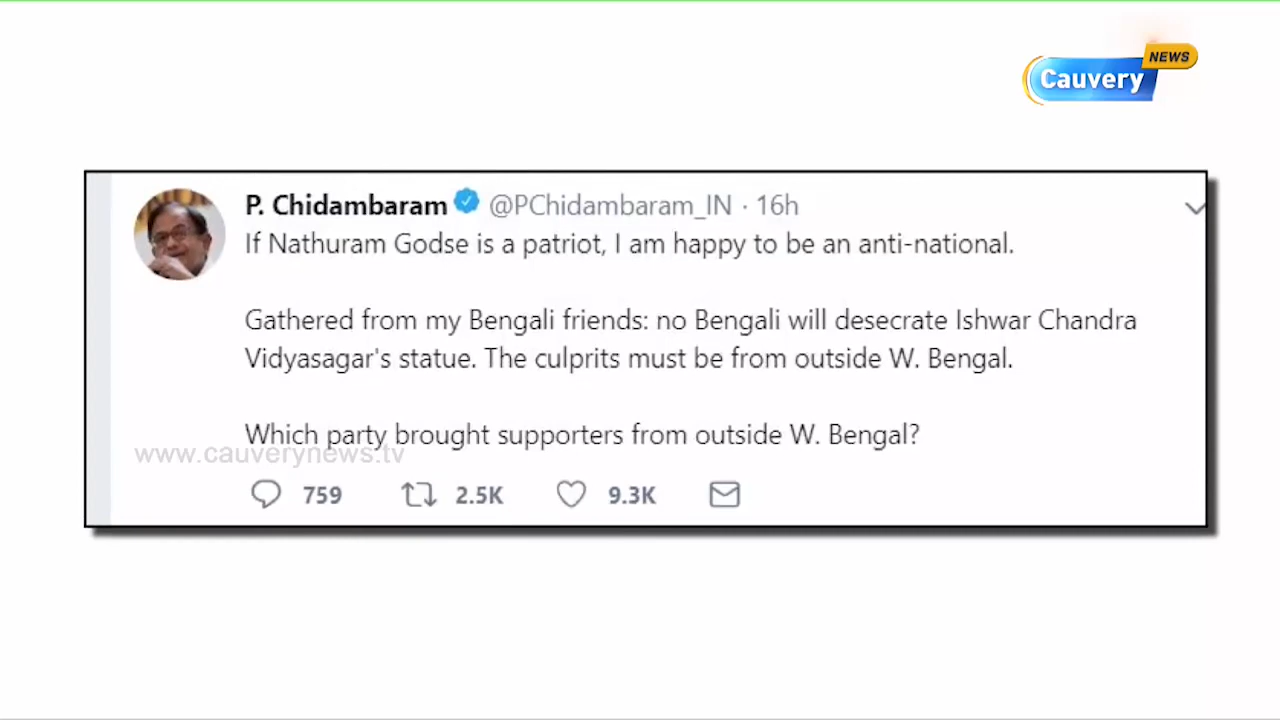 NEWS
Cauvery
P. Chidambaram @PChidambaram_IN · 16h
If Nathuram Godse is a patriot, I am happy to be an anti-national.
Gathered from my Bengali friends: no Bengali will desecrate Ishwar Chandra
Vidyasagar's statue. The culprits must be from outside W. Bengal.
Which party brought supporters from outside W. Bengal?
www.cauverynews.tv
759 2.5K 9.3K